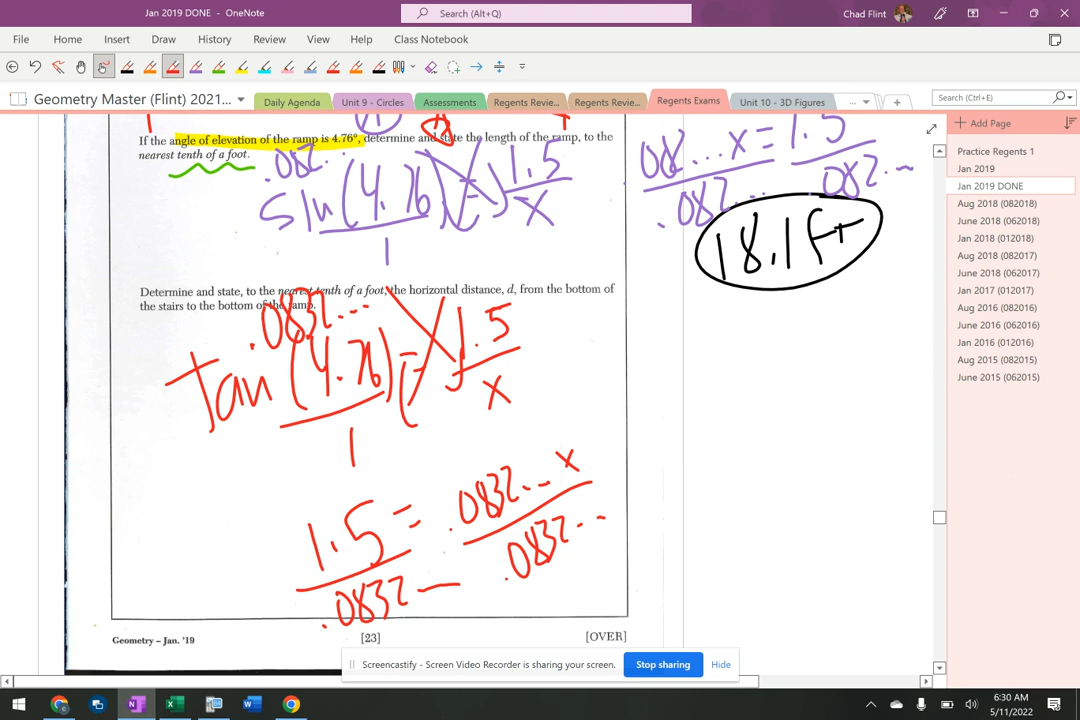 Jan 2019 DONE - OneNote
Search (Alt+Q)
Chad Flint
File Home Insert Draw History Review View Help Class Notebook
Geometry Master (Flint) 2021...
Daily Agenda
Unit 9 - Circles
Assessments
Regents Revie...
Regents Revie...
Regents Exams
Unit 10 - 3D Figures
...
Search (Ctrl+E)
If the angle of elevation of the ramp is 4.76°, determine and state the length of the ramp, to the
nearest tenth of a foot.
.082...
sin(4.76) = 1.5
1 x
.082... x = 1.5
.082... .082...
18.1 ft
Determine and state, to the nearest tenth of a foot, the horizontal distance, d, from the bottom of
the stairs to the bottom of the ramp.
.0832...
tan(4.76) = 1.5
1 x
1.5 = .0832... x
.0832... .0832...
Geometry – Jan. '19 [23] [OVER]
Add Page
Practice Regents 1
Jan 2019
Jan 2019 DONE
Aug 2018 (082018)
June 2018 (062018)
Jan 2018 (012018)
Aug 2017 (082017)
June 2017 (062017)
Jan 2017 (012017)
Aug 2016 (082016)
June 2016 (062016)
Jan 2016 (012016)
Aug 2015 (082015)
June 2015 (062015)
Screencastify - Screen Video Recorder is sharing your screen.
Stop sharing
Hide
6:30 AM
5/11/2022